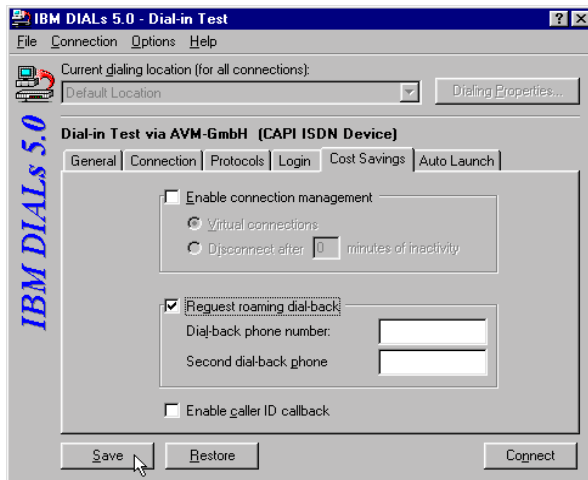 IBM DIALs 5.0 - Dial-in Test
File Connection Options Help
Current dialing location (for all connections):
Default Location
Dialing Properties...
IBM DIALs 5.0
Dial-in Test via AVM-GmbH (CAPI ISDN Device)
General Connection Protocols Login Cost Savings Auto Launch
Enable connection management
Virtual connections
Disconnect after 0 minutes of inactivity
Request roaming dial-back
Dial-back phone number:
Second dial-back phone
Enable caller ID callback
Save Restore Connect